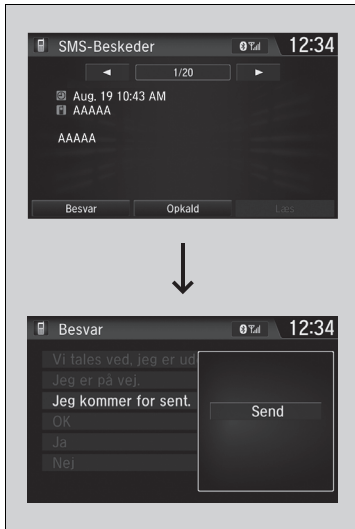 SMS-Beskeder 12:34
1/20
Aug. 19 10:43 AM
AAAAA
AAAAA
Besvar Opkald Læs
Besvar 12:34
Vi tales ved, jeg er ud
Jeg er på vej.
Jeg kommer for sent.
OK
Ja
Nej
Send